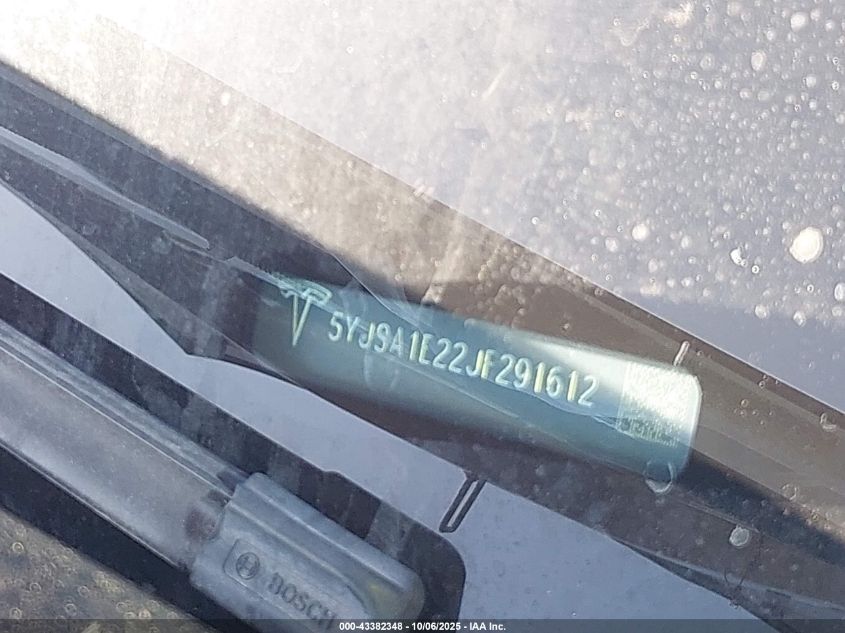 5YJSA1E22JF291612
BOSCH
000-43382348 - 10/06/2025 - IAA Inc.